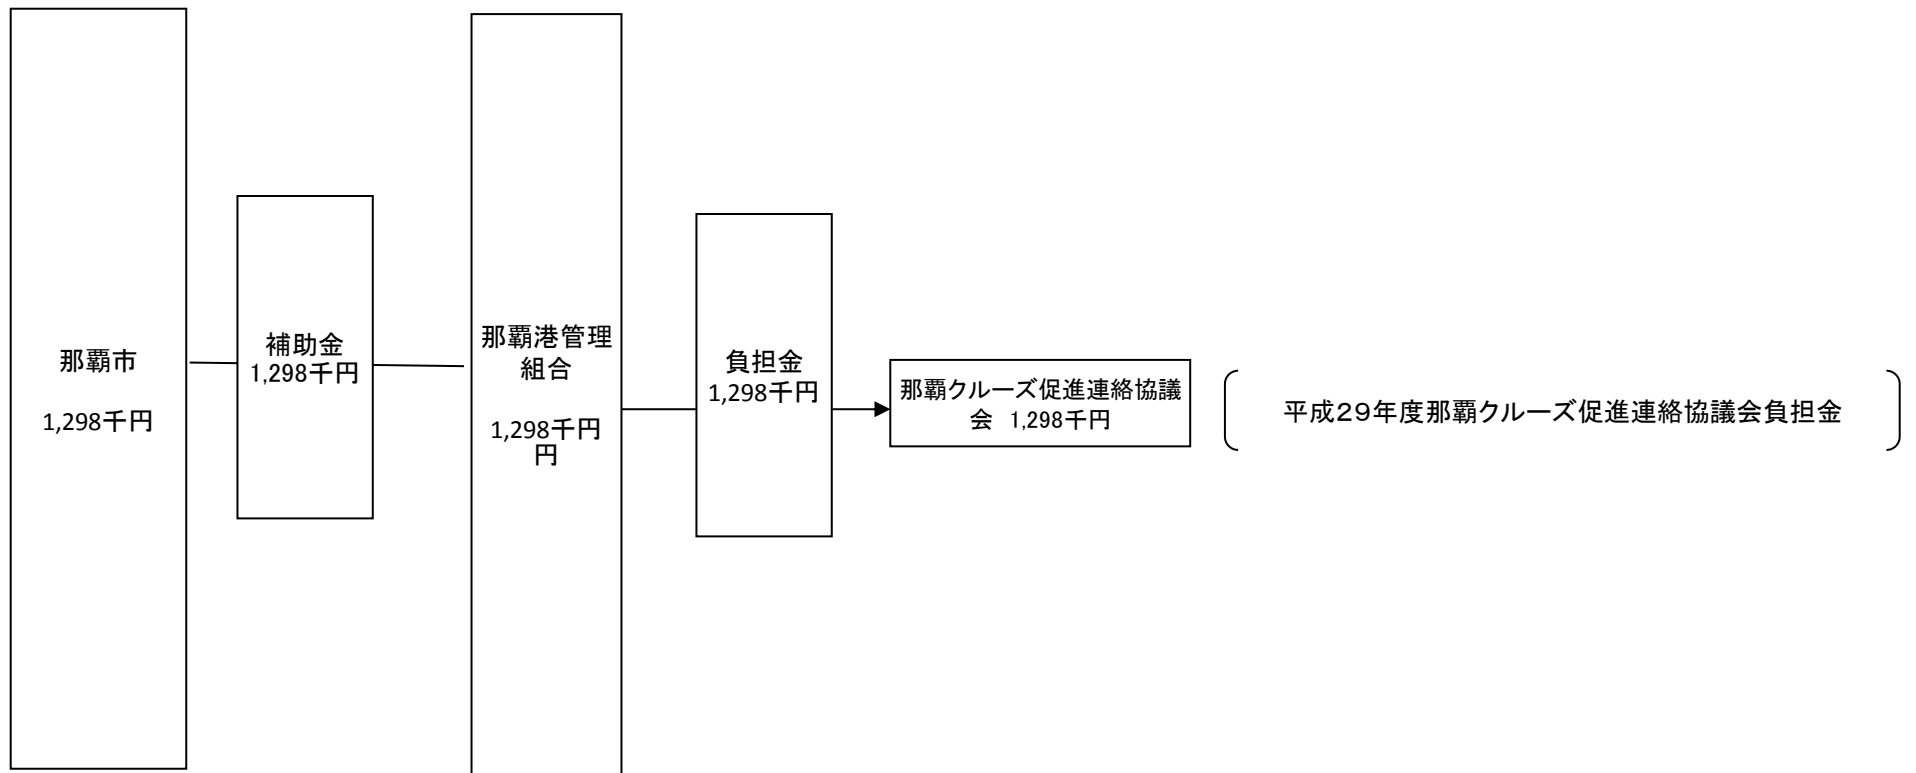 那覇市
1,298千円
補助金
1,298千円
那覇港管理
組合
1,298千円
円
負担金
1,298千円
那覇クルーズ促進連絡協議
会 1,298千円
平成29年度那覇クルーズ促進連絡協議会負担金